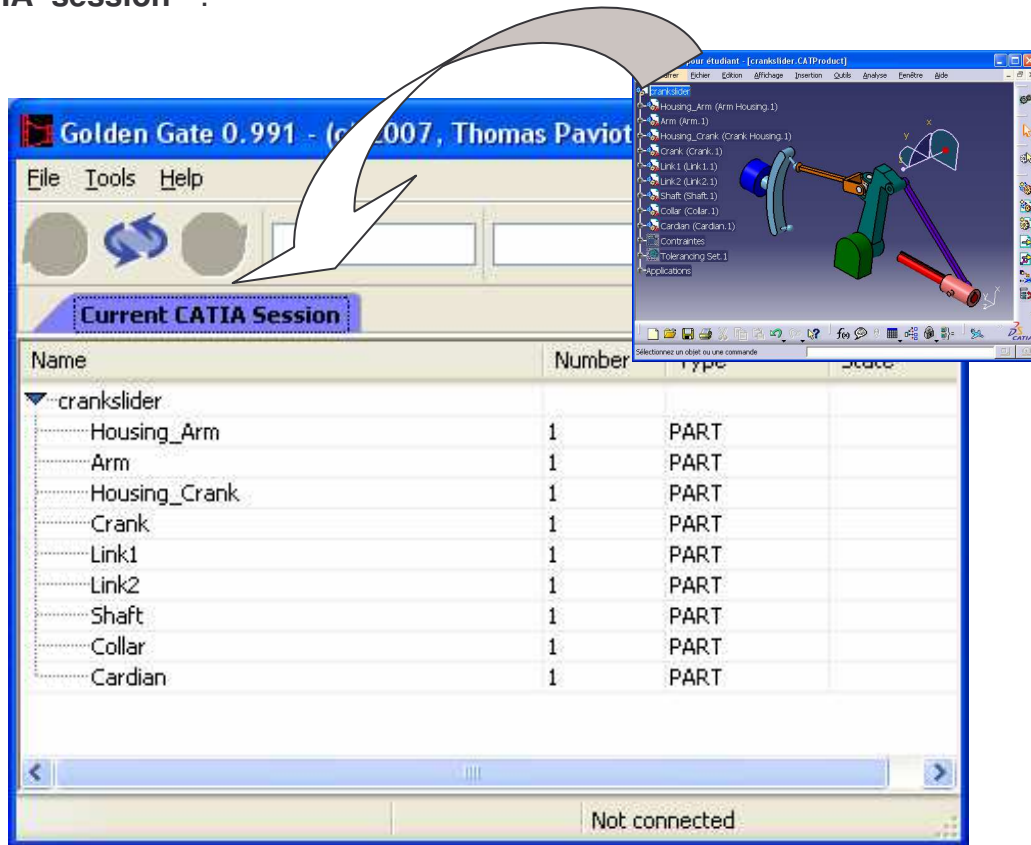 IA session" .
Golden Gate 0.991 - (c) 2007, Thomas Paviot
File Tools Help
Current CATIA Session
Name Number Type State
crankslider
Housing_Arm 1 PART
Arm 1 PART
Housing_Crank 1 PART
Crank 1 PART
Link1 1 PART
Link2 1 PART
Shaft 1 PART
Collar 1 PART
Cardian 1 PART
Not connected
pour étudiant - [crankslider.CATProduct]
Fichier Edition Affichage Insertion Outils Analyse Fenêtre Aide
crankslider
Housing_Arm (Arm Housing.1)
Arm (Arm.1)
Housing_Crank (Crank Housing.1)
Crank (Crank.1)
Link1 (Link1.1)
Link2 (Link2.1)
Shaft (Shaft.1)
Collar (Collar.1)
Cardian (Cardian.1)
Contraintes
Tolerancing Set.1
Applications
x
y
z
x
f(x)
CATIA
Sélectionnez un objet ou une commande